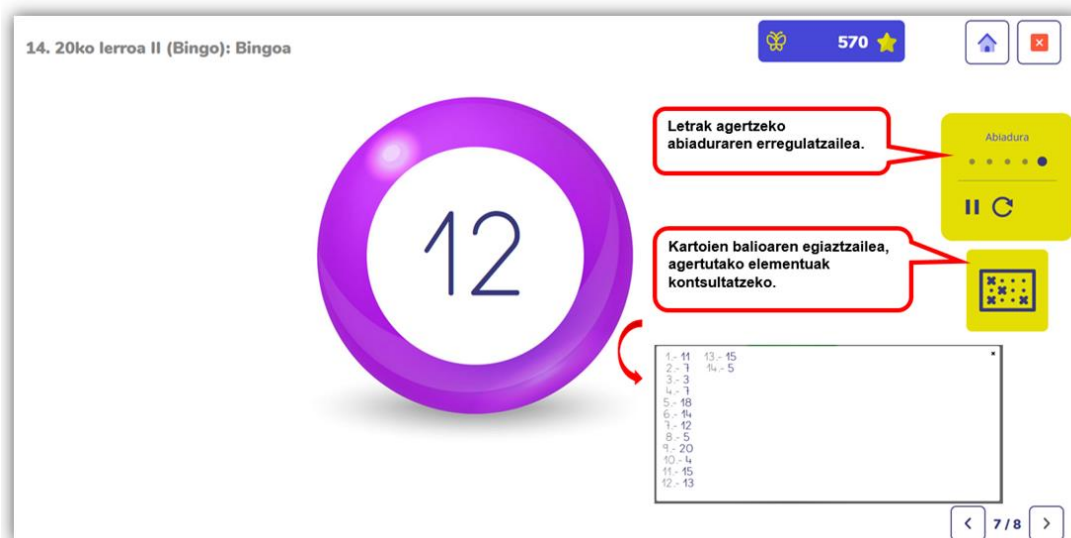 14. 20ko lerroa II (Bingo): Bingoa
570
Letrak agertzeko
abiaduraren erregulatzailea.
Abiadura
12
Kartoien balioaren egiaztzailea,
agertutako elementuak
kontsultatzeko.
1.- 11 13.- 15
2.- 7 14.- 5
3.- 3
4.- 7
5.- 18
6.- 14
7.- 12
8.- 5
9.- 20
10.- 4
11.- 15
12.- 13
7 / 8